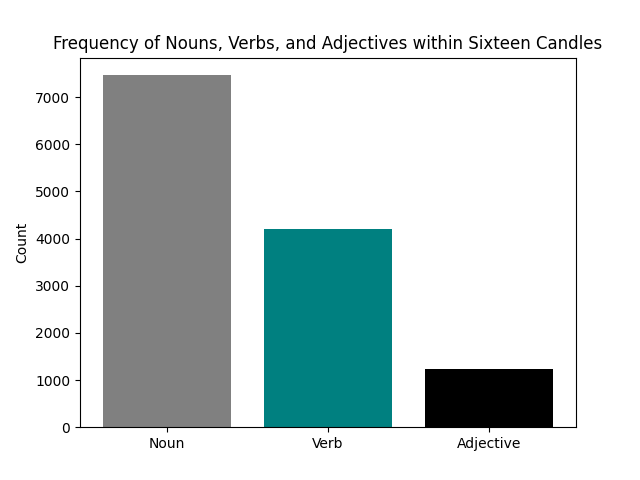 Frequency of Nouns, Verbs, and Adjectives within Sixteen Candles
7000
6000
5000
4000
3000
2000
1000
0
Count
Noun Verb Adjective